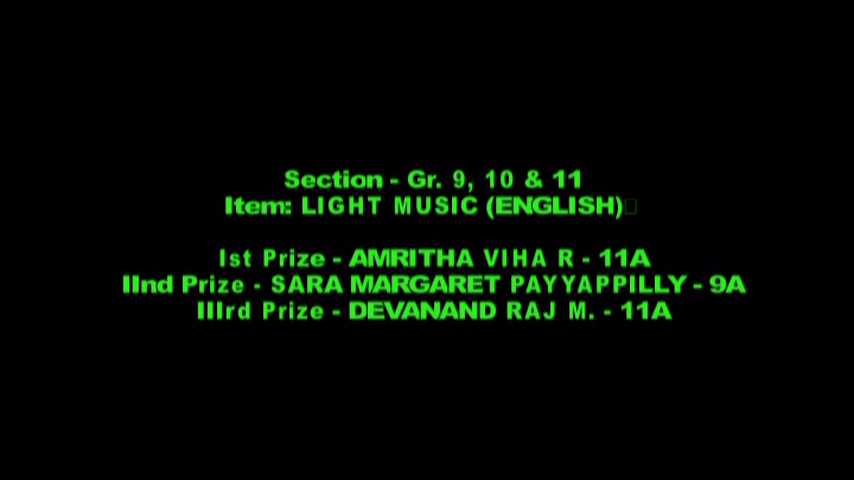 Section - Gr. 9, 10 & 11
Item: LIGHT MUSIC (ENGLISH)
Ist Prize - AMRITHA VIHA R - 11A
IInd Prize - SARA MARGARET PAYYAPPILLY - 9A
IIIrd Prize - DEVANAND RAJ M. - 11A